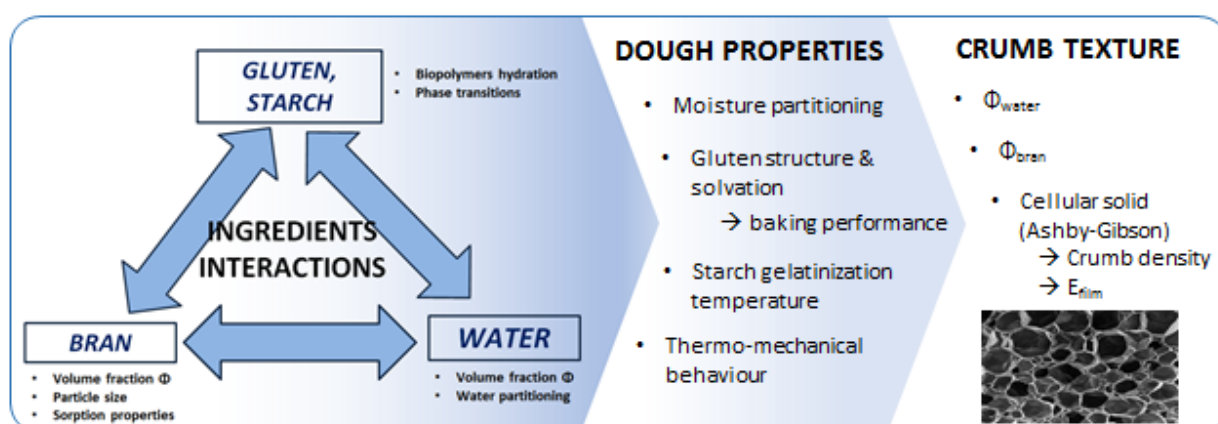 GLUTEN,
STARCH
• Biopolymers hydration
• Phase transitions
INGREDIENTS
INTERACTIONS
BRAN
• Volume fraction Φ
• Particle size
• Sorption properties
WATER
• Volume fraction Φ
• Water partitioning
DOUGH PROPERTIES
• Moisture partitioning
• Gluten structure &
solvation
→ baking performance
• Starch gelatinization
temperature
• Thermo-mechanical
behaviour
CRUMB TEXTURE
• Φwater
• Φbran
• Cellular solid
(Ashby-Gibson)
→ Crumb density
→ Efilm